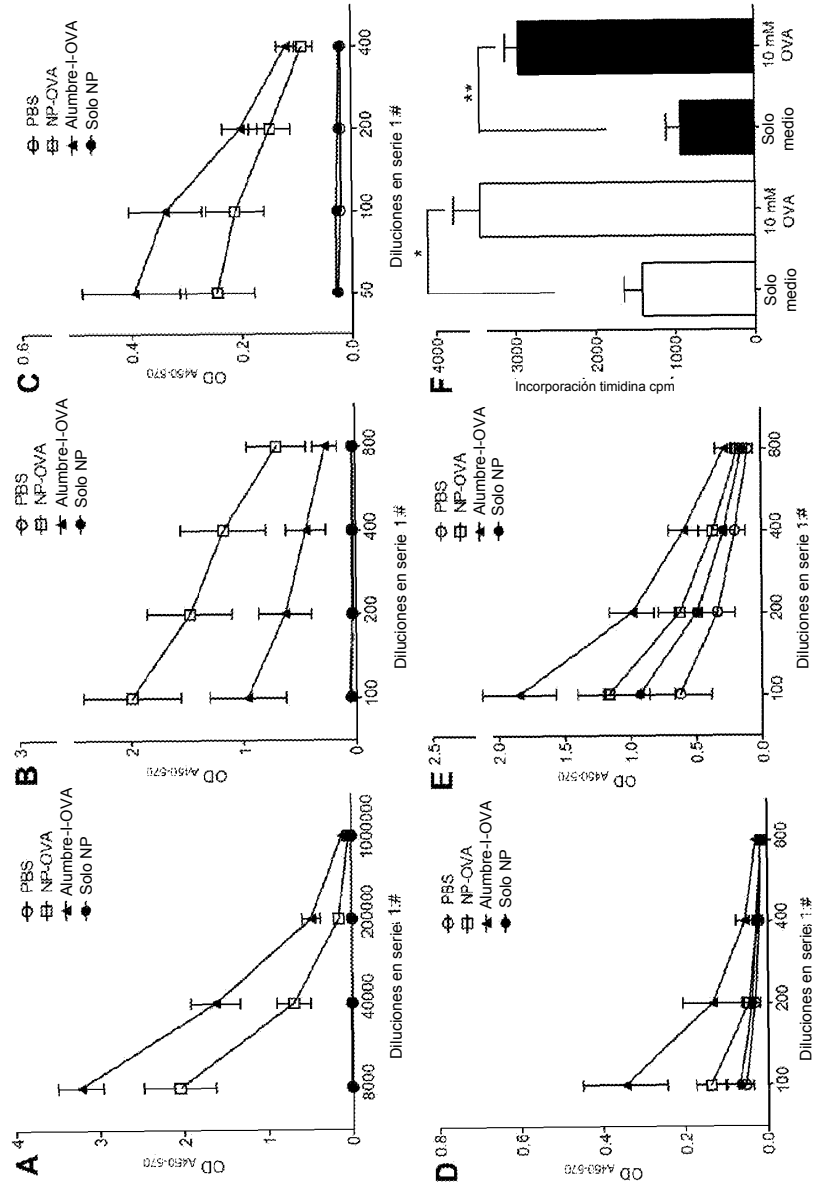 A
PBS
NP-OVA
Alumbre-I-OVA
Solo NP
OD A450-570
4
3
2
1
0
8000
40000
200000
1000000
Diluciones en serie 1:#
B
PBS
NP-OVA
Alumbre-I-OVA
Solo NP
OD A450-570
3
2
1
0
100
200
400
800
Diluciones en serie 1:#
C
PBS
NP-OVA
Alumbre-I-OVA
Solo NP
OD A450-570
0.6
0.4
0.2
0.0
50
100
200
400
Diluciones en serie 1:#
D
PBS
NP-OVA
Alumbre-I-OVA
Solo NP
OD A450-570
0.8
0.6
0.4
0.2
0.0
100
200
400
800
Diluciones en serie 1:#
E
PBS
NP-OVA
Alumbre-I-OVA
Solo NP
OD A450-570
2.5
2.0
1.5
1.0
0.5
0.0
100
200
400
800
Diluciones en serie 1:#
F
Incorporación timidina cpm
4000
3000
2000
1000
0
*
**
Solo
medio
10 mM
OVA
Solo
medio
10 mM
OVA